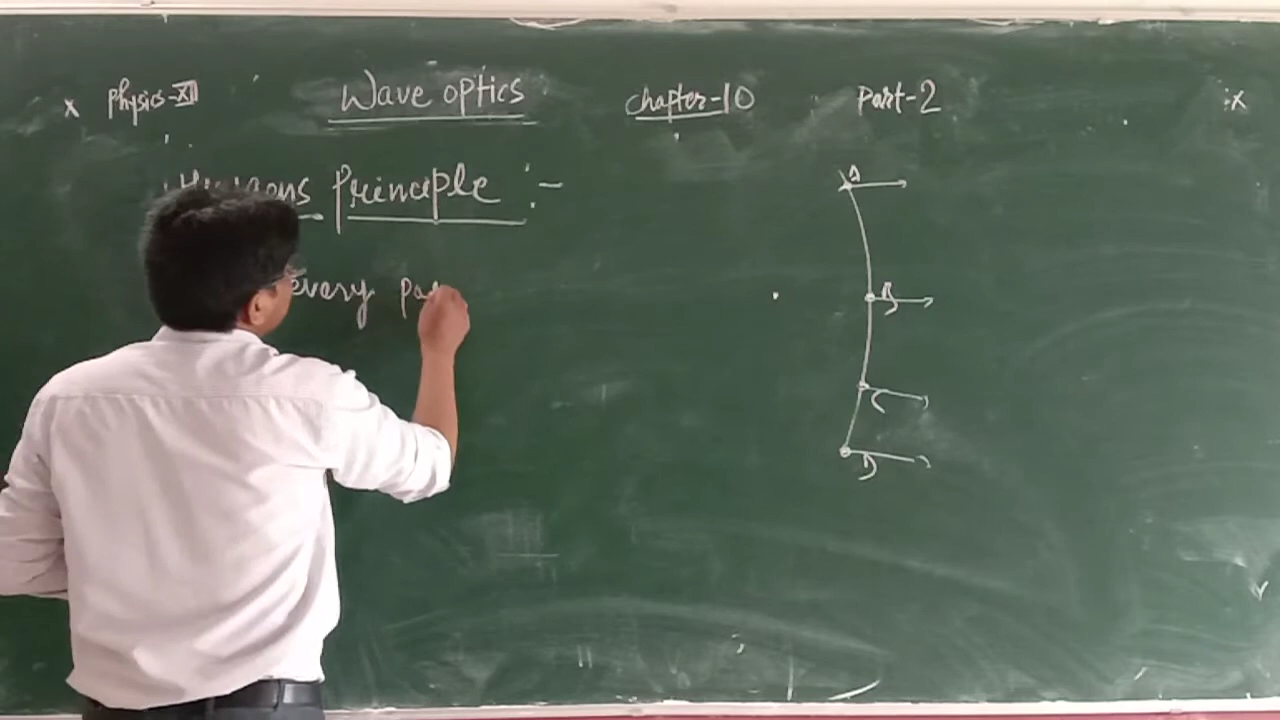 x Physics-XII Wave optics chapter-10 Part-2 x
Principle :-
every
A
B
C
D